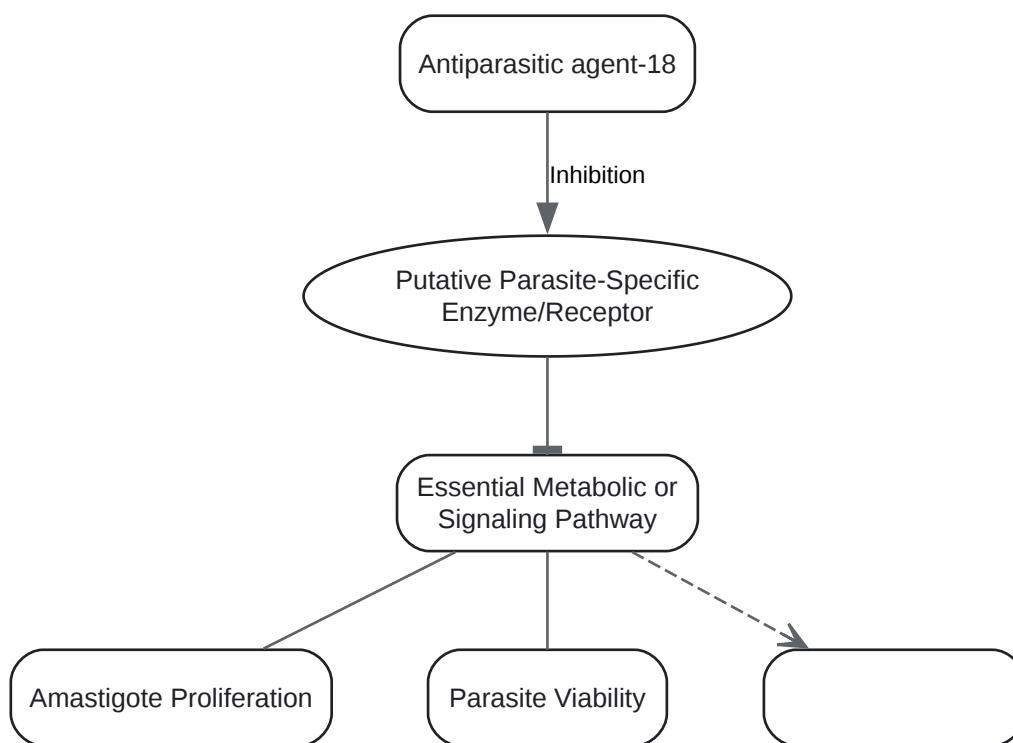 Antiparasitic agent-18
Inhibition
Putative Parasite-Specific
Enzyme/Receptor
Essential Metabolic or
Signaling Pathway
Amastigote Proliferation
Parasite Viability